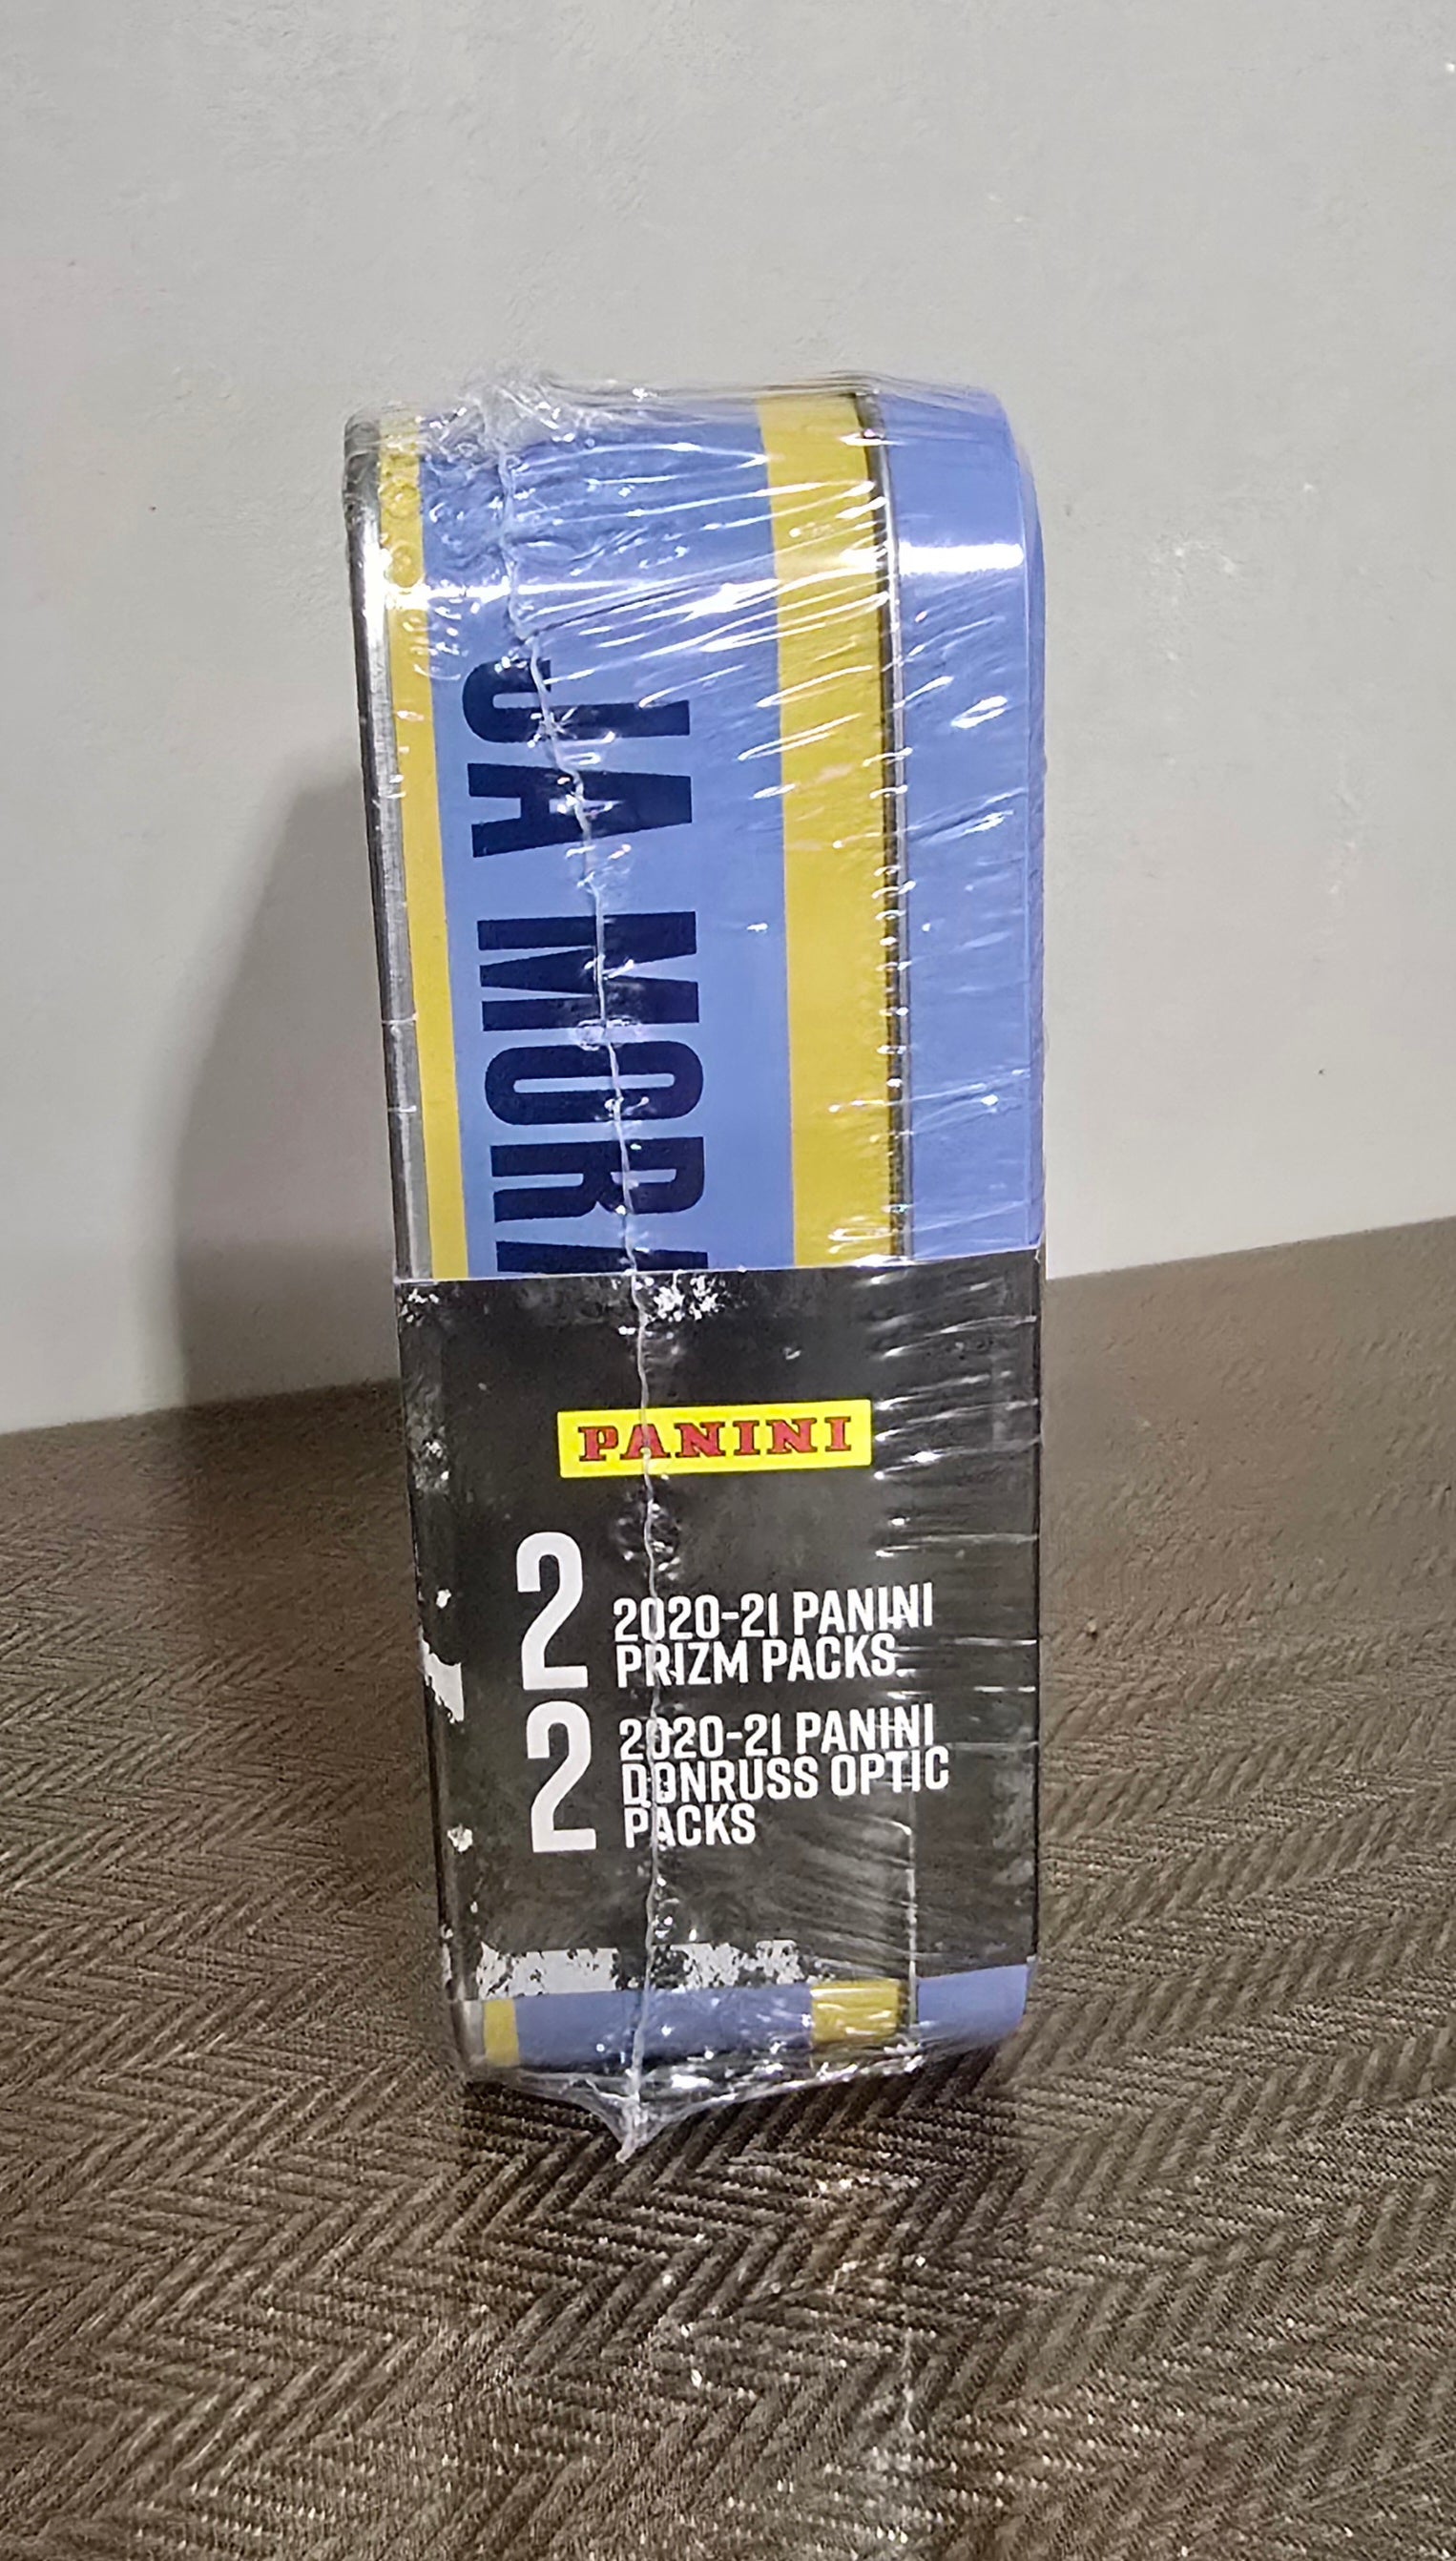 JA MORA
PANINI
2 2020-21 PANINI
PRIZM PACKS
2 2020-21 PANINI
DONRUSS OPTIC
PACKS